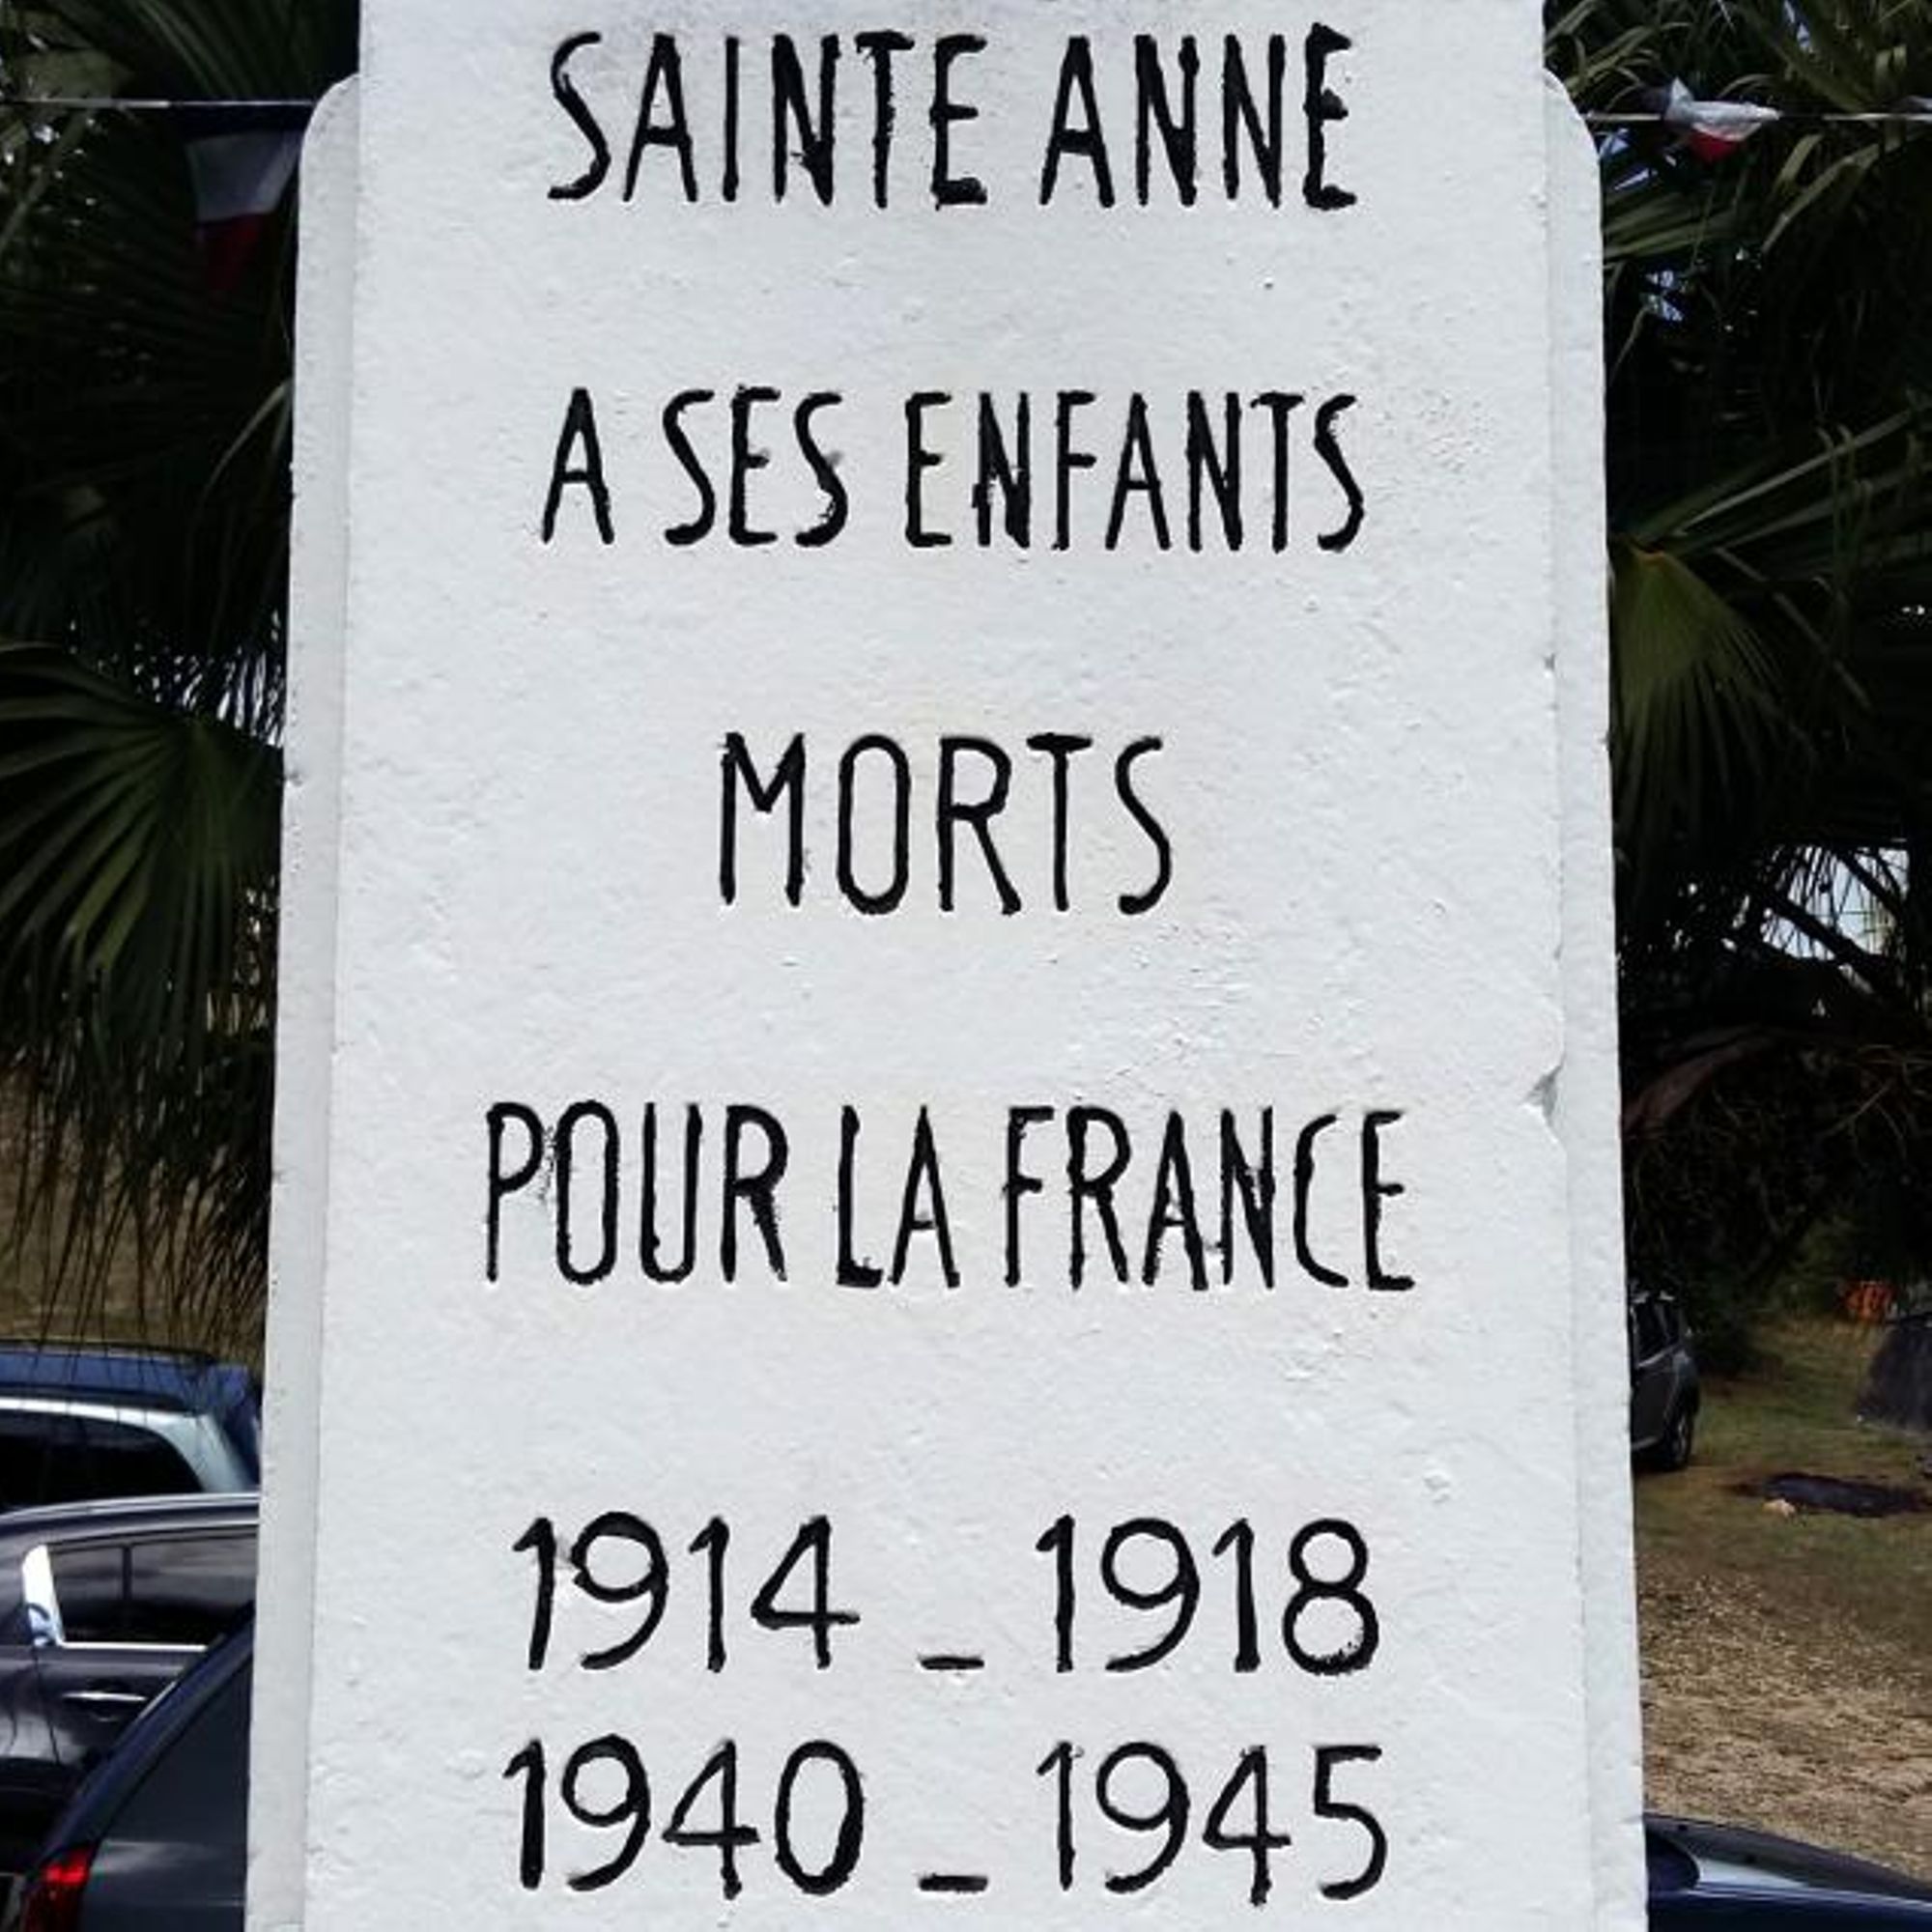 SAINTE ANNE
A SES ENFANTS
MORTS
POUR LA FRANCE
1914 _ 1918
1940 _ 1945